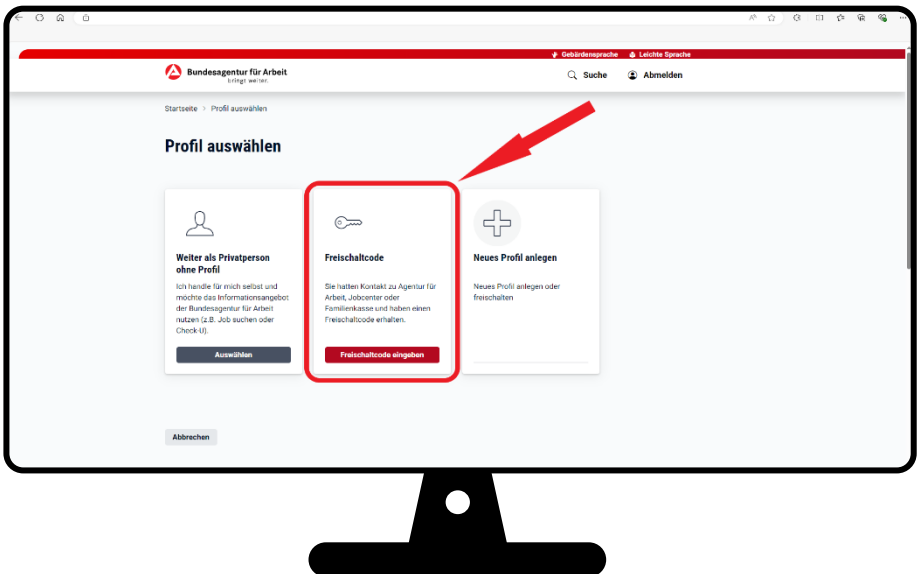 Gebärdensprache Leichte Sprache
Bundesagentur für Arbeit
bringt weiter.
Suche Abmelden
Startseite > Profil auswählen
Profil auswählen
Weiter als Privatperson
ohne Profil
Ich handle für mich selbst und
möchte das Informationsangebot
der Bundesagentur für Arbeit
nutzen (z.B. Job suchen oder
Check-U).
Auswählen
Freischaltcode
Sie hatten Kontakt zu Agentur für
Arbeit, Jobcenter oder
Familienkasse und haben einen
Freischaltcode erhalten.
Freischaltcode eingeben
Neues Profil anlegen
Neues Profil anlegen oder
freischalten
Abbrechen